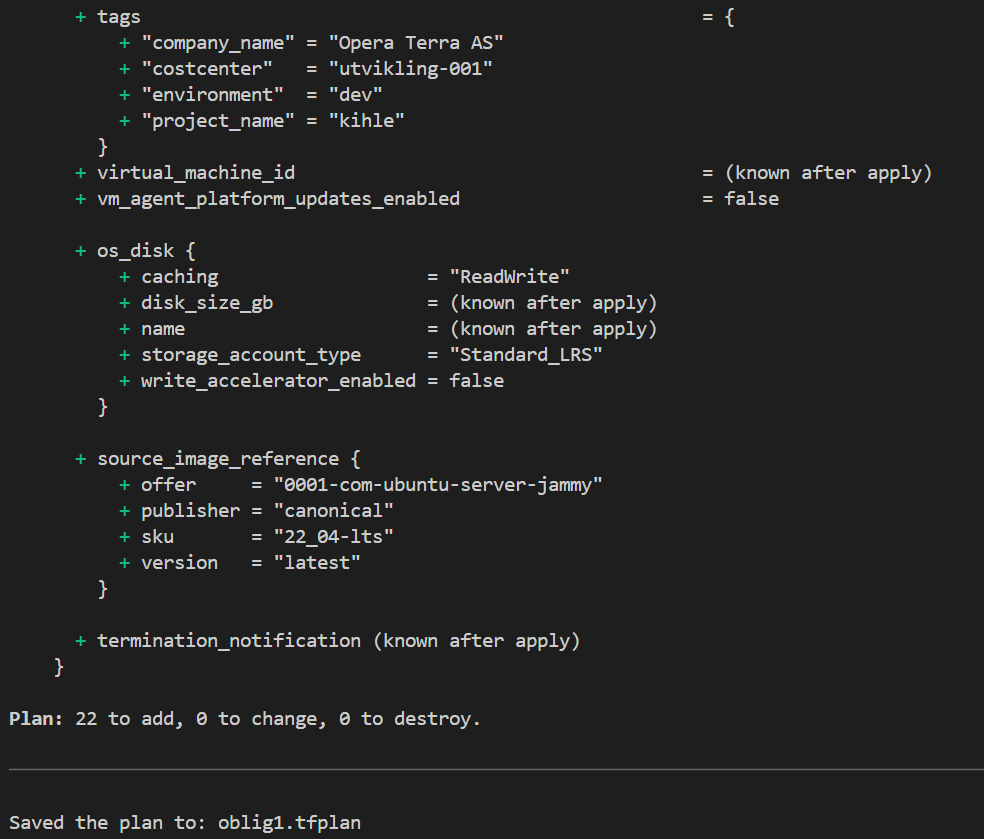 + tags = {
+ "company_name" = "Opera Terra AS"
+ "costcenter" = "utvikling-001"
+ "environment" = "dev"
+ "project_name" = "kihle"
}
+ virtual_machine_id = (known after apply)
+ vm_agent_platform_updates_enabled = false
+ os_disk {
+ caching = "ReadWrite"
+ disk_size_gb = (known after apply)
+ name = (known after apply)
+ storage_account_type = "Standard_LRS"
+ write_accelerator_enabled = false
}
+ source_image_reference {
+ offer = "0001-com-ubuntu-server-jammy"
+ publisher = "canonical"
+ sku = "22_04-lts"
+ version = "latest"
}
+ termination_notification (known after apply)
}
Plan: 22 to add, 0 to change, 0 to destroy.
Saved the plan to: oblig1.tfplan